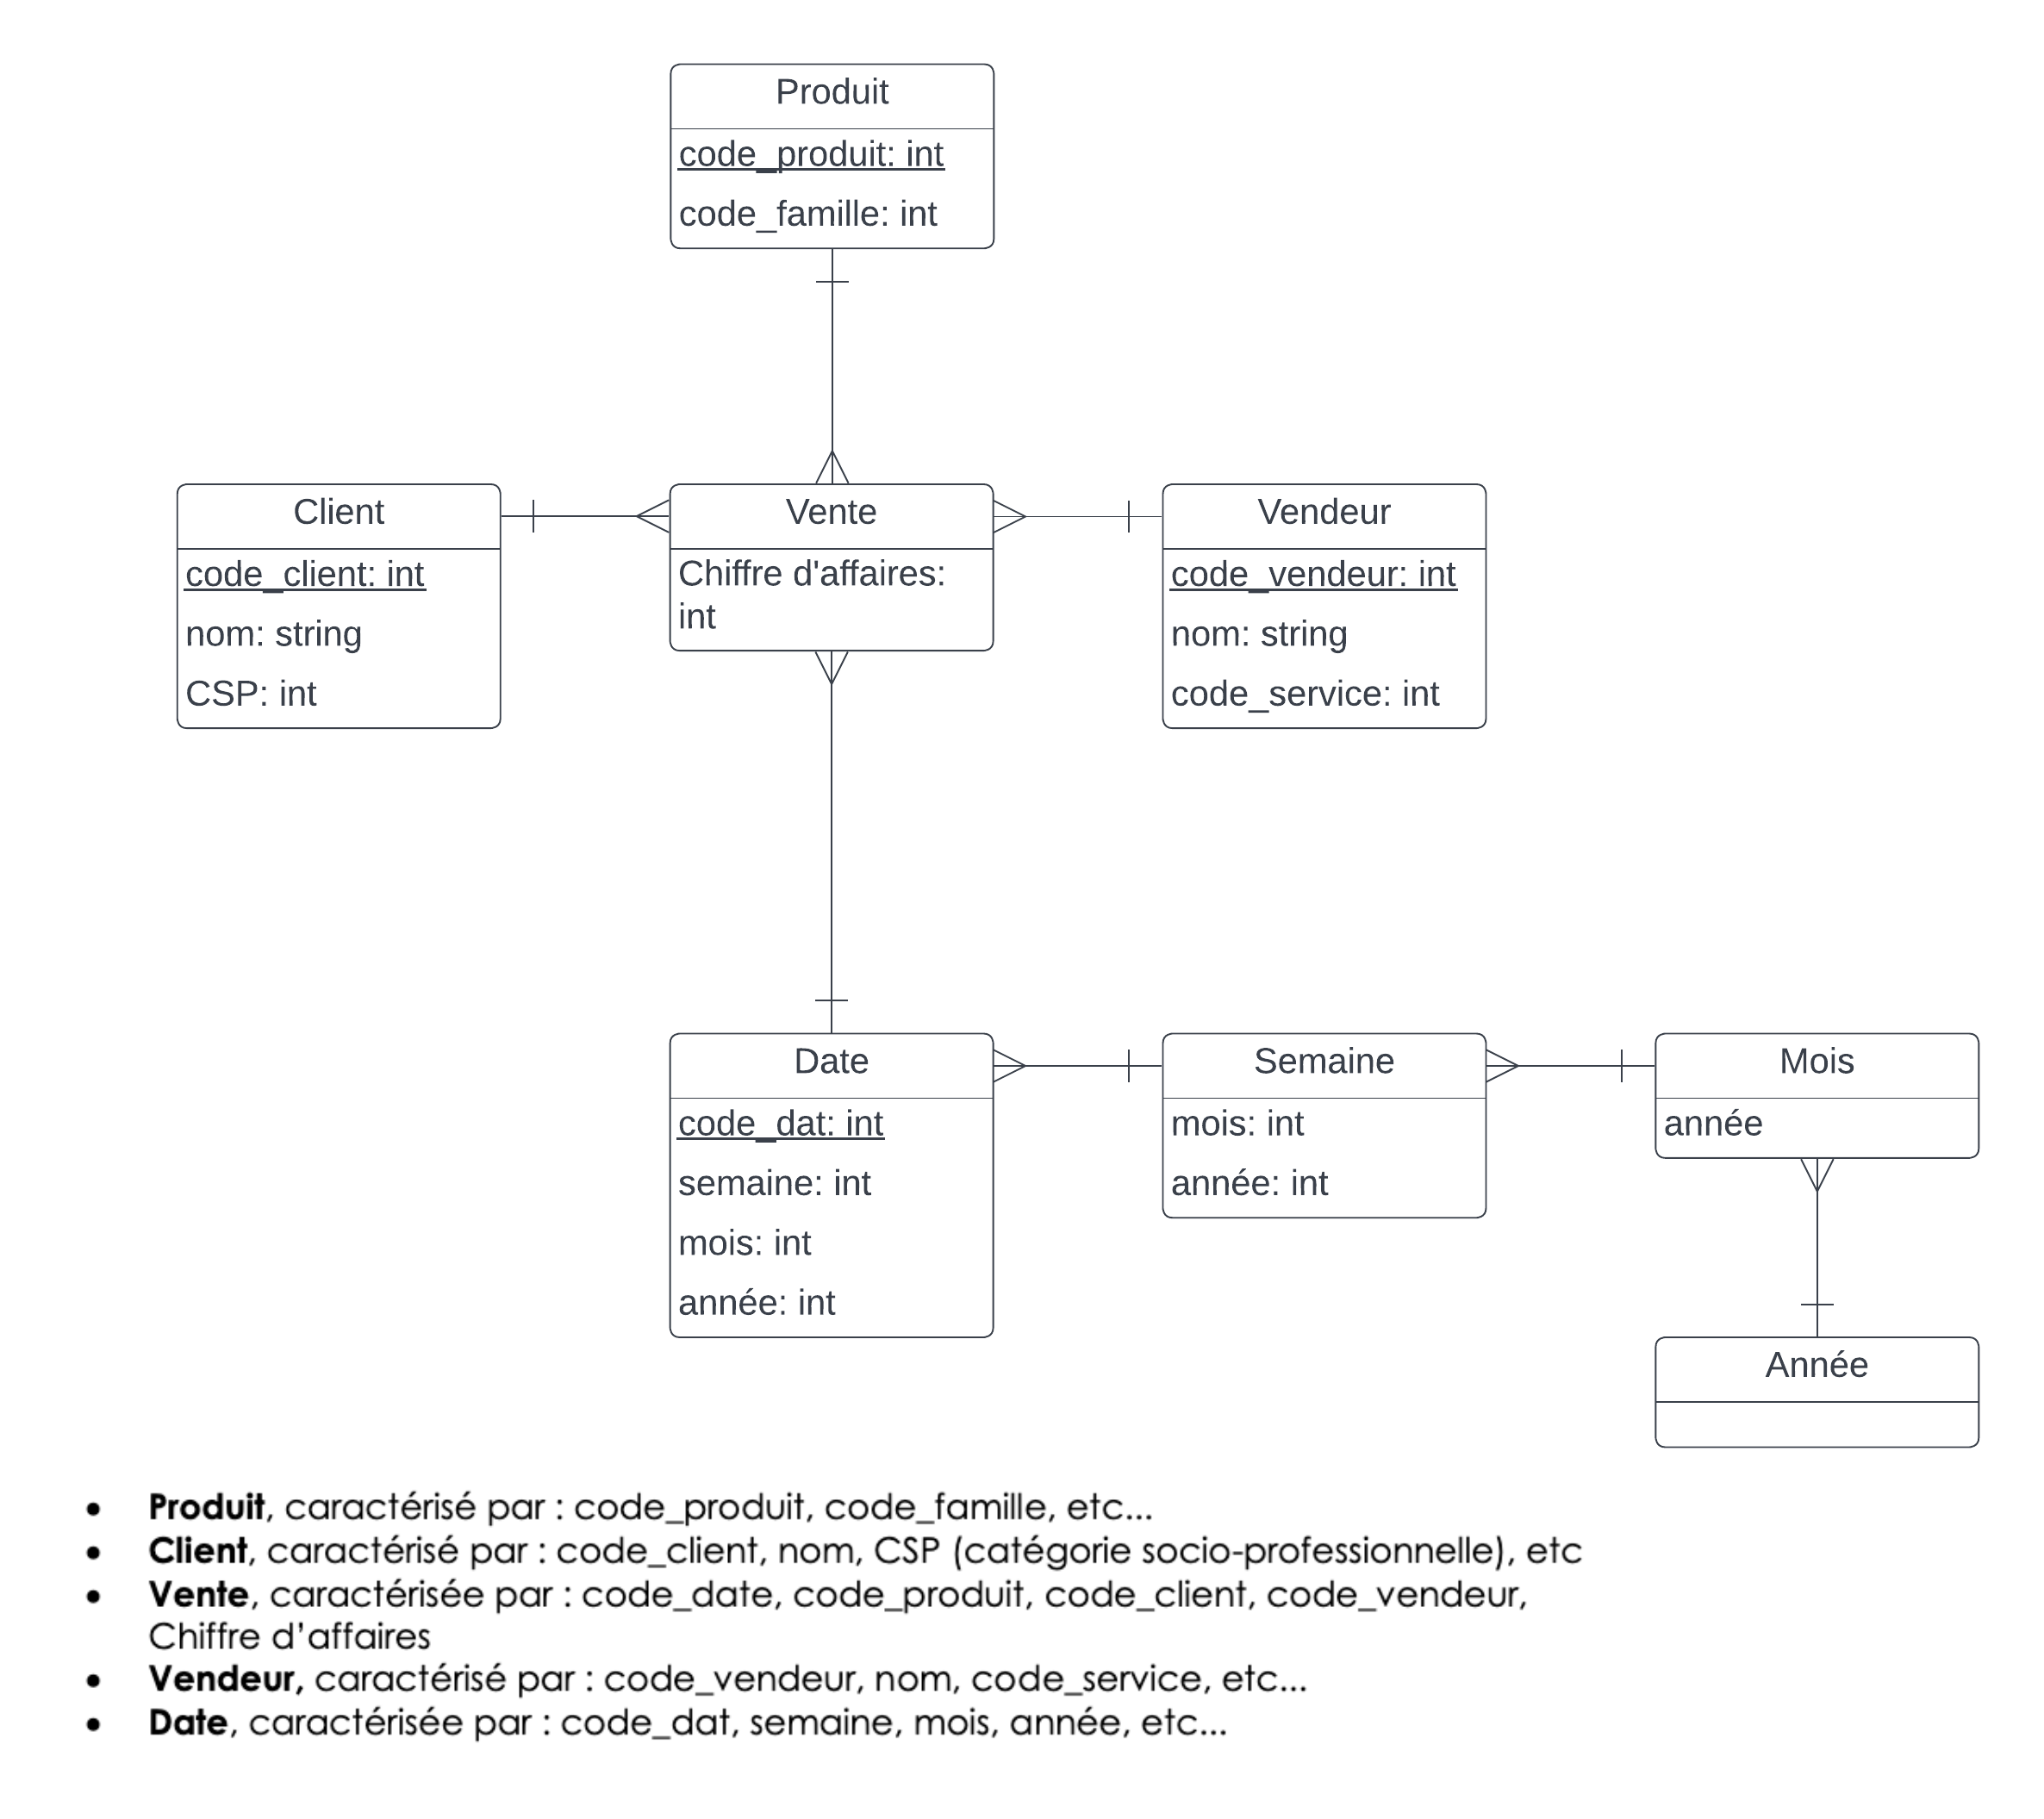 Produit
code_produit: int
code_famille: int
Client
code_client: int
nom: string
CSP: int
Vente
Chiffre d'affaires:
int
Vendeur
code_vendeur: int
nom: string
code_service: int
Date
code_dat: int
semaine: int
mois: int
année: int
Semaine
mois: int
année: int
Mois
année
Année
• Produit, caractérisé par : code_produit, code_famille, etc...
• Client, caractérisé par : code_client, nom, CSP (catégorie socio-professionnelle), etc
• Vente, caractérisée par : code_date, code_produit, code_client, code_vendeur,
Chiffre d’affaires
• Vendeur, caractérisé par : code_vendeur, nom, code_service, etc...
• Date, caractérisée par : code_dat, semaine, mois, année, etc...